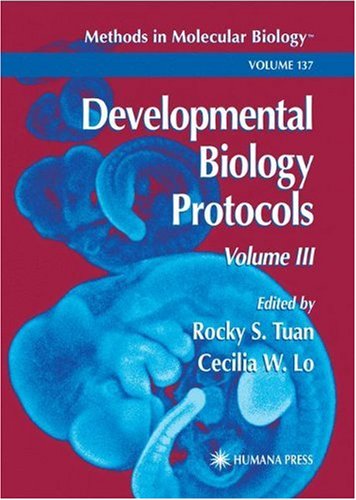 Methods in Molecular Biology™
VOLUME 137
Developmental
Biology
Protocols
Volume III
Edited by
Rocky S. Tuan
Cecilia W. Lo
HUMANA PRESS